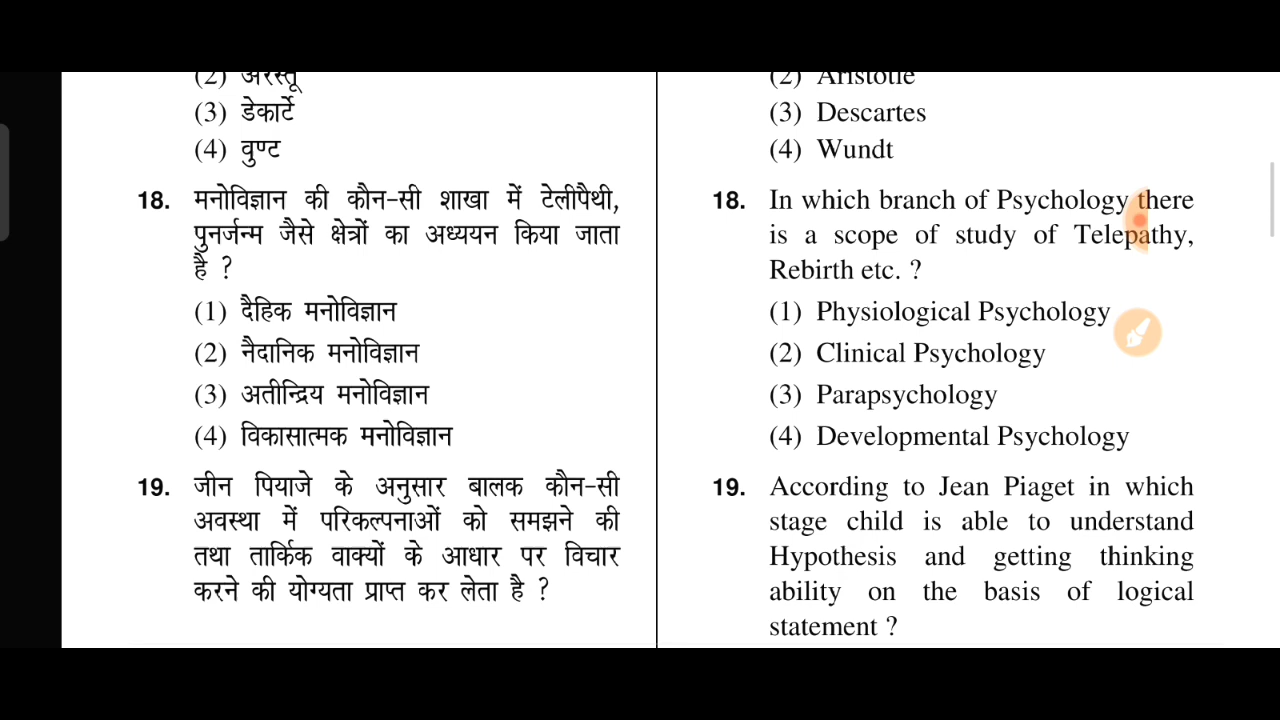 (2) अरस्तू
(3) डेकार्टे
(4) वुण्ट
18. मनोविज्ञान की कौन-सी शाखा में टेलीपैथी,
पुनर्जन्म जैसे क्षेत्रों का अध्ययन किया जाता
है ?
(1) दैहिक मनोविज्ञान
(2) नैदानिक मनोविज्ञान
(3) अतीन्द्रिय मनोविज्ञान
(4) विकासात्मक मनोविज्ञान
19. जीन पियाजे के अनुसार बालक कौन-सी
अवस्था में परिकल्पनाओं को समझने की
तथा तार्किक वाक्यों के आधार पर विचार
करने की योग्यता प्राप्त कर लेता है ?
(2) Aristotle
(3) Descartes
(4) Wundt
18. In which branch of Psychology there
is a scope of study of Telepathy,
Rebirth etc. ?
(1) Physiological Psychology
(2) Clinical Psychology
(3) Parapsychology
(4) Developmental Psychology
19. According to Jean Piaget in which
stage child is able to understand
Hypothesis and getting thinking
ability on the basis of logical
statement ?